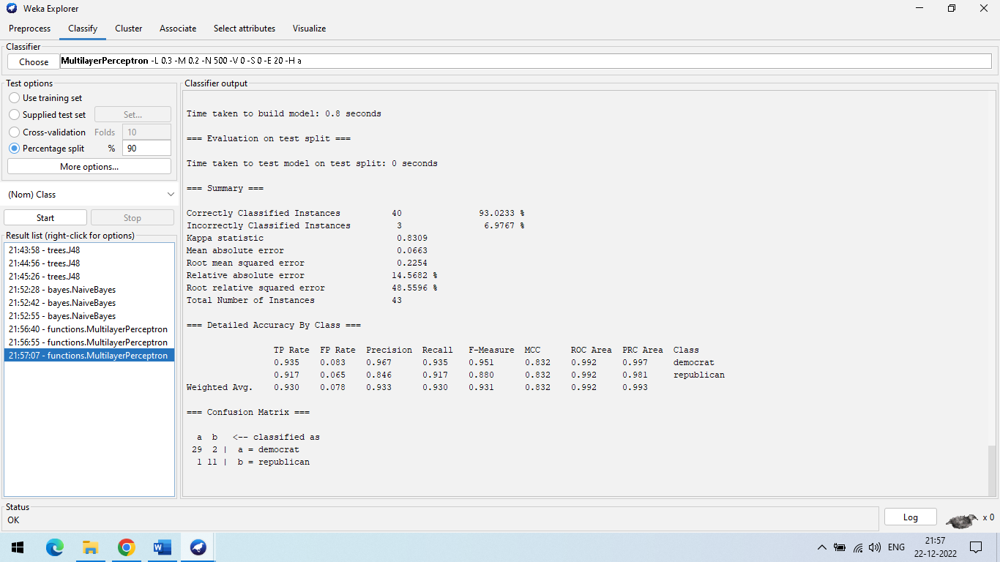 Weka Explorer
Preprocess Classify Cluster Associate Select attributes Visualize
Classifier
Choose MultilayerPerceptron -L 0.3 -M 0.2 -N 500 -V 0 -S 0 -E 20 -H a
Test options
Use training set
Supplied test set Set...
Cross-validation Folds 10
Percentage split % 90
More options...
(Nom) Class
Start Stop
Result list (right-click for options)
21:43:58 - trees.J48
21:44:56 - trees.J48
21:45:26 - trees.J48
21:52:28 - bayes.NaiveBayes
21:52:42 - bayes.NaiveBayes
21:52:55 - bayes.NaiveBayes
21:56:40 - functions.MultilayerPerceptron
21:56:55 - functions.MultilayerPerceptron
21:57:07 - functions.MultilayerPerceptron
Classifier output
Time taken to build model: 0.8 seconds
=== Evaluation on test split ===
Time taken to test model on test split: 0 seconds
=== Summary ===
Correctly Classified Instances 40 93.0233 %
Incorrectly Classified Instances 3 6.9767 %
Kappa statistic 0.8309
Mean absolute error 0.0663
Root mean squared error 0.2254
Relative absolute error 14.5682 %
Root relative squared error 48.5596 %
Total Number of Instances 43
=== Detailed Accuracy By Class ===
TP Rate FP Rate Precision Recall F-Measure MCC ROC Area PRC Area Class
0.935 0.083 0.967 0.935 0.951 0.832 0.992 0.997 democrat
0.917 0.065 0.846 0.917 0.880 0.832 0.992 0.981 republican
Weighted Avg. 0.930 0.078 0.933 0.930 0.931 0.832 0.992 0.993
=== Confusion Matrix ===
a b <-- classified as
29 2 | a = democrat
1 11 | b = republican
Status
OK
Log x 0
ENG 21:57
22-12-2022